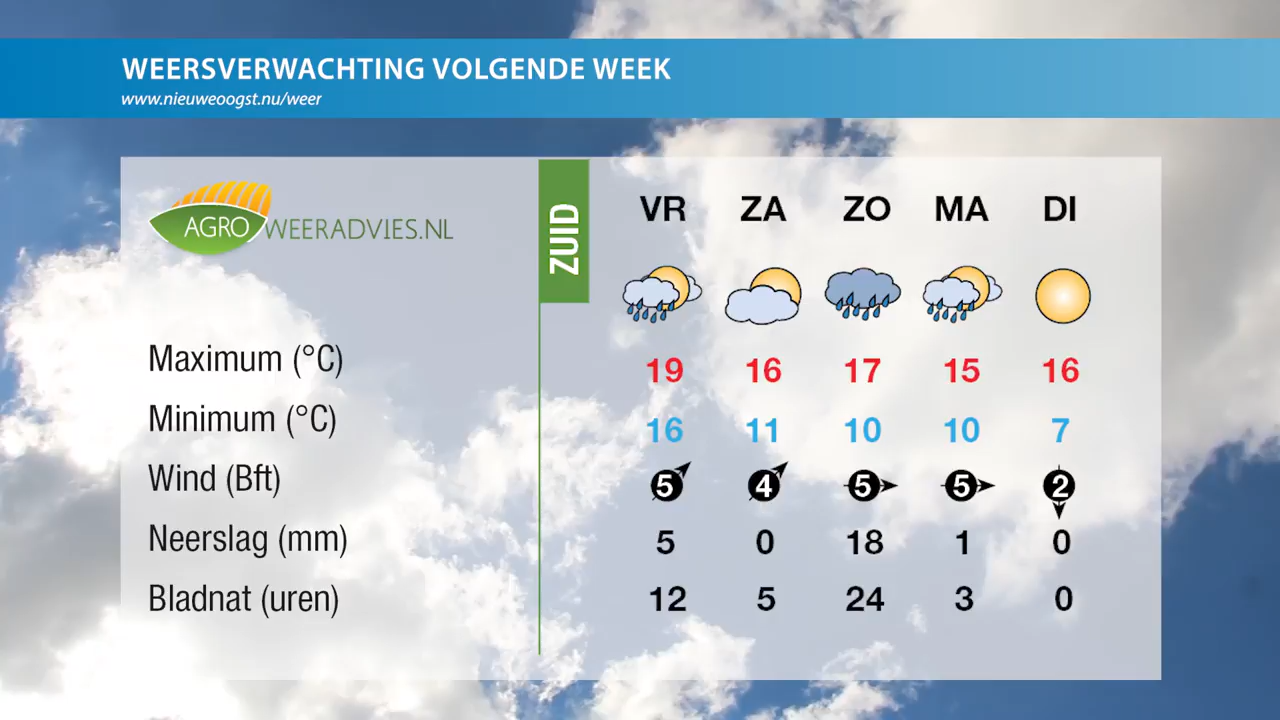 WEERSVERWACHTING VOLGENDE WEEK
www.nieuweoogst.nu/weer
AGRO WEERADVIES.NL
ZUID
VR ZA ZO MA DI
Maximum (°C) 19 16 17 15 16
Minimum (°C) 16 11 10 10 7
Wind (Bft) 5 4 5 5 2
Neerslag (mm) 5 0 18 1 0
Bladnat (uren) 12 5 24 3 0